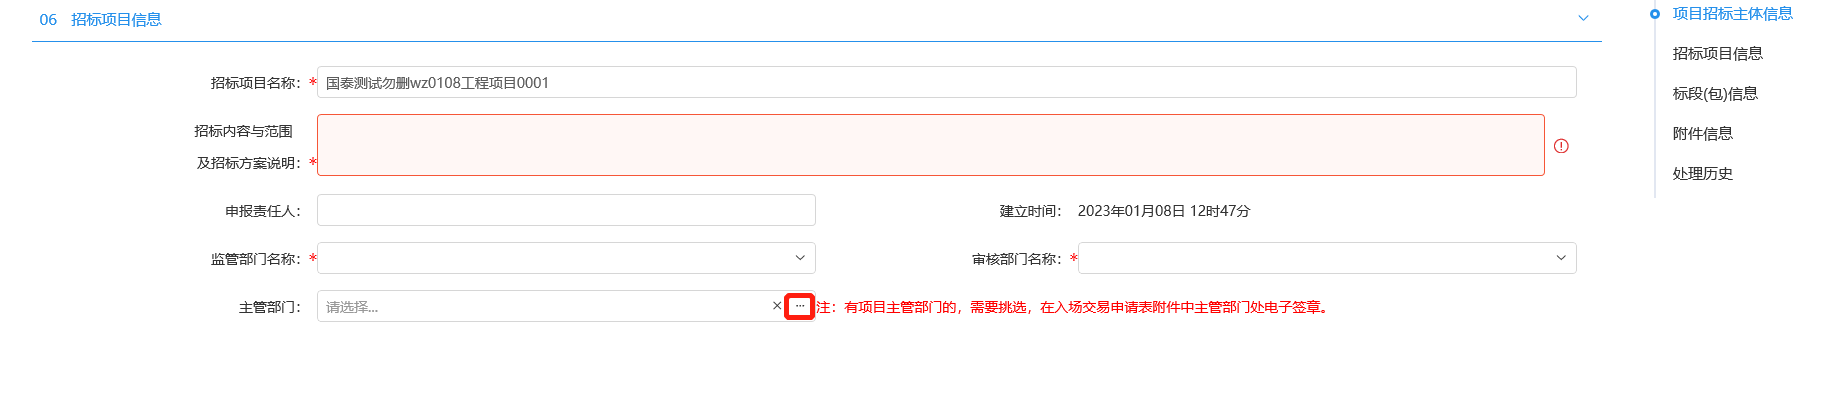 06 招标项目信息
招标项目名称：*国泰测试勿删wz0108工程项目0001
招标内容与范围
及招标方案说明：*
申报责任人：
建立时间： 2023年01月08日 12时47分
监管部门名称：*
审核部门名称：*
主管部门： 请选择... × ... 注：有项目主管部门的，需要挑选，在入场交易申请表附件中主管部门处电子签章。
项目招标主体信息
招标项目信息
标段(包)信息
附件信息
处理历史